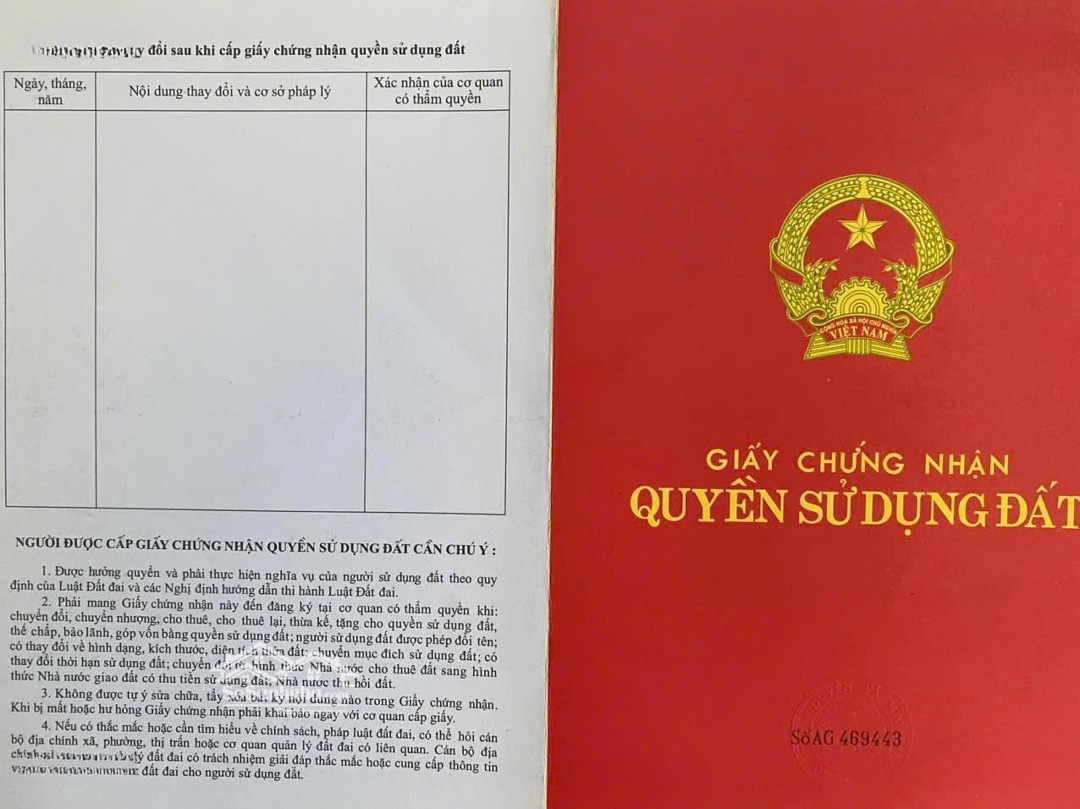 đổi sau khi cấp giấy chứng nhận quyền sử dụng đất
Ngày, tháng,
năm
Nội dung thay đổi và cơ sở pháp lý
Xác nhận của cơ quan
có thẩm quyền
NGƯỜI ĐƯỢC CẤP GIẤY CHỨNG NHẬN QUYỀN SỬ DỤNG ĐẤT CẦN CHÚ Ý :
1. Được hưởng quyền và phải thực hiện nghĩa vụ của người sử dụng đất theo quy
định của Luật Đất đai và các Nghị định hướng dẫn thi hành Luật Đất đai.
2. Phải mang Giấy chứng nhận này đến đăng ký tại cơ quan có thẩm quyền khi:
chuyển đổi, chuyển nhượng, cho thuê, cho thuê lại, thừa kế, tặng cho quyền sử dụng đất,
thế chấp, bảo lãnh, góp vốn bằng quyền sử dụng đất; người sử dụng đất được phép đổi tên;
có thay đổi về hình dạng, kích thước, diện tích thửa đất; chuyển mục đích sử dụng đất; có
thay đổi thời hạn sử dụng đất; chuyển đổi từ hình thức Nhà nước cho thuê đất sang hình
thức Nhà nước giao đất có thu tiền sử dụng đất; Nhà nước thu hồi đất.
3. Không được tự ý sửa chữa, tẩy xóa bất kỳ nội dung nào trong Giấy chứng nhận.
Khi bị mất hoặc hư hỏng Giấy chứng nhận phải khai báo ngay với cơ quan cấp giấy.
4. Nếu có thắc mắc hoặc cần tìm hiểu về chính sách, pháp luật đất đai, có thể hỏi cán
bộ địa chính xã, phường, thị trấn hoặc cơ quan quản lý đất đai có liên quan. Cán bộ địa
lý đất đai có trách nhiệm giải đáp thắc mắc hoặc cung cấp thông tin
đất đai cho người sử dụng đất.
CỘNG HÒA XÃ HỘI CHỦ NGHĨA
VIỆT NAM
GIẤY CHỨNG NHẬN
QUYỀN SỬ DỤNG ĐẤT
Số AG 469443